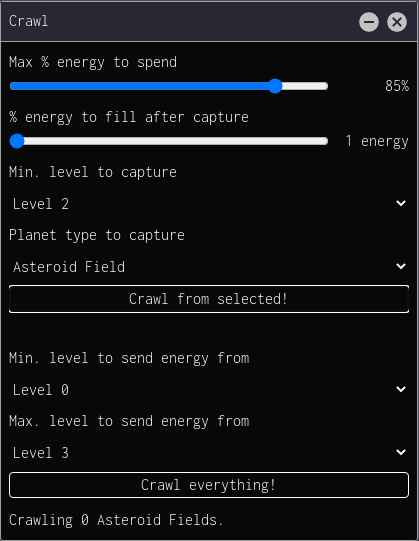 Crawl
Max % energy to spend
85%
% energy to fill after capture
1 energy
Min. level to capture
Level 2
Planet type to capture
Asteroid Field
Crawl from selected!
Min. level to send energy from
Level 0
Max. level to send energy from
Level 3
Crawl everything!
Crawling 0 Asteroid Fields.